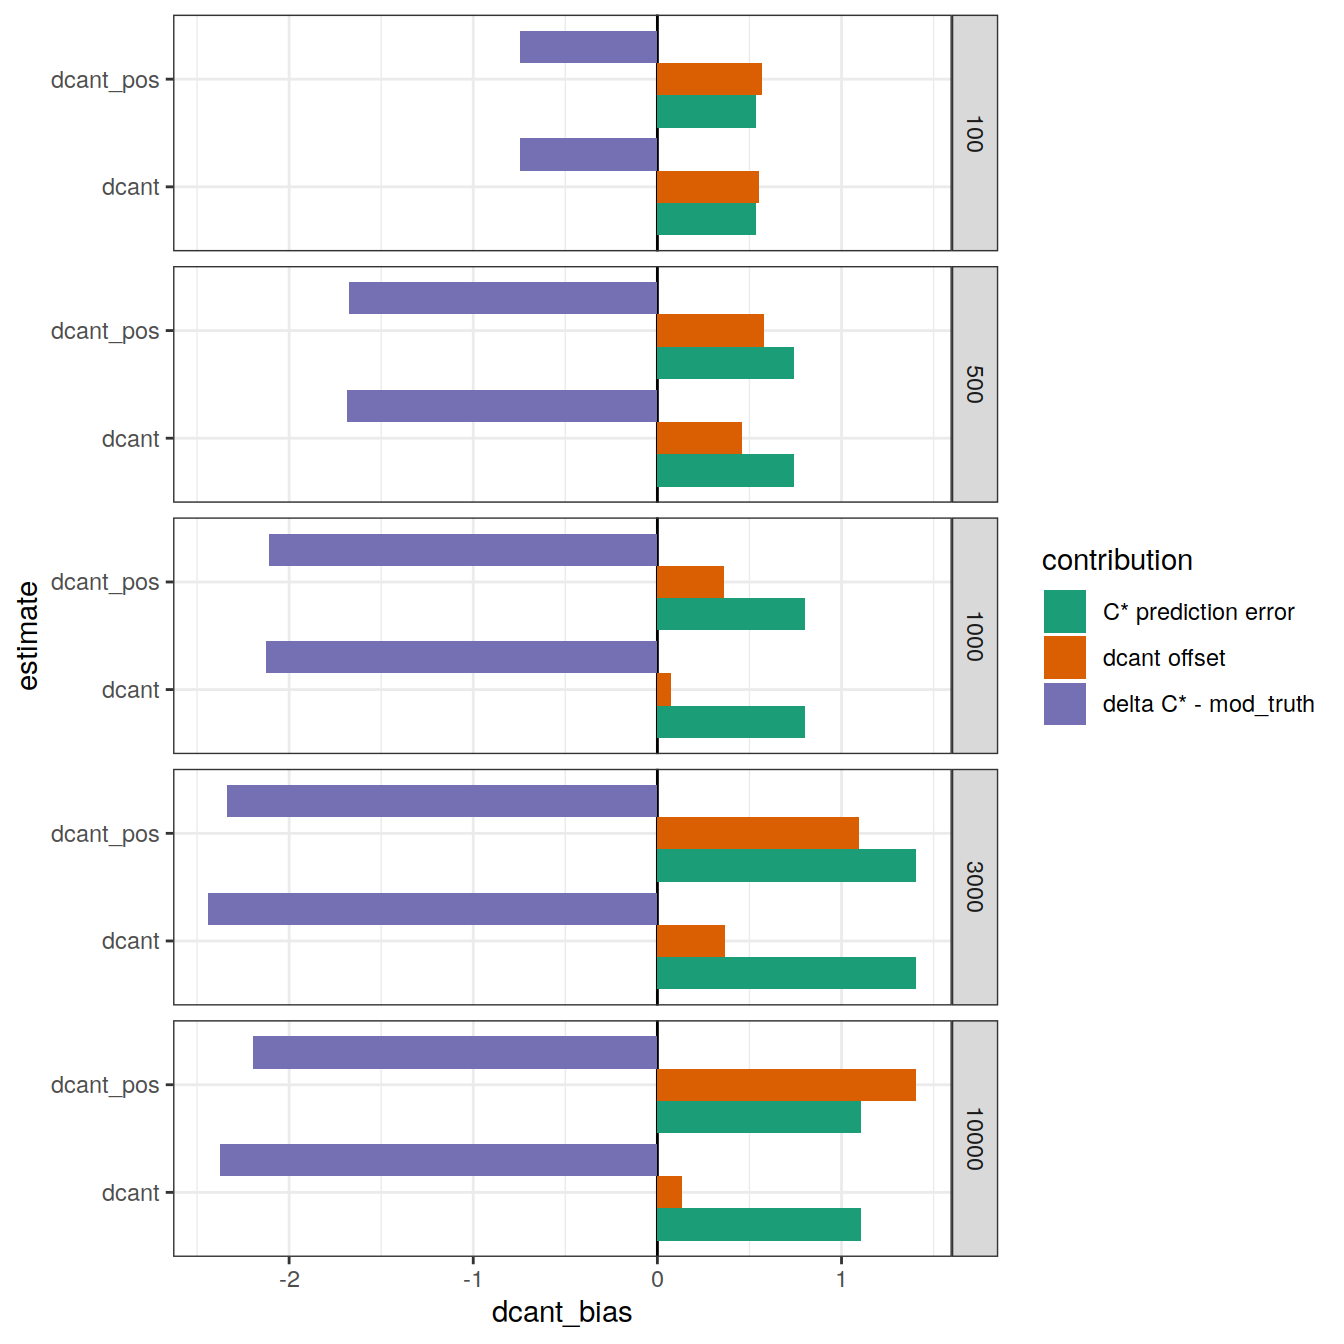 dcant_pos
dcant
100
dcant_pos
dcant
500
dcant_pos
dcant
1000
dcant_pos
dcant
3000
dcant_pos
dcant
10000
estimate
-2
-1
0
1
dcant_bias
contribution
C* prediction error
dcant offset
delta C* - mod_truth